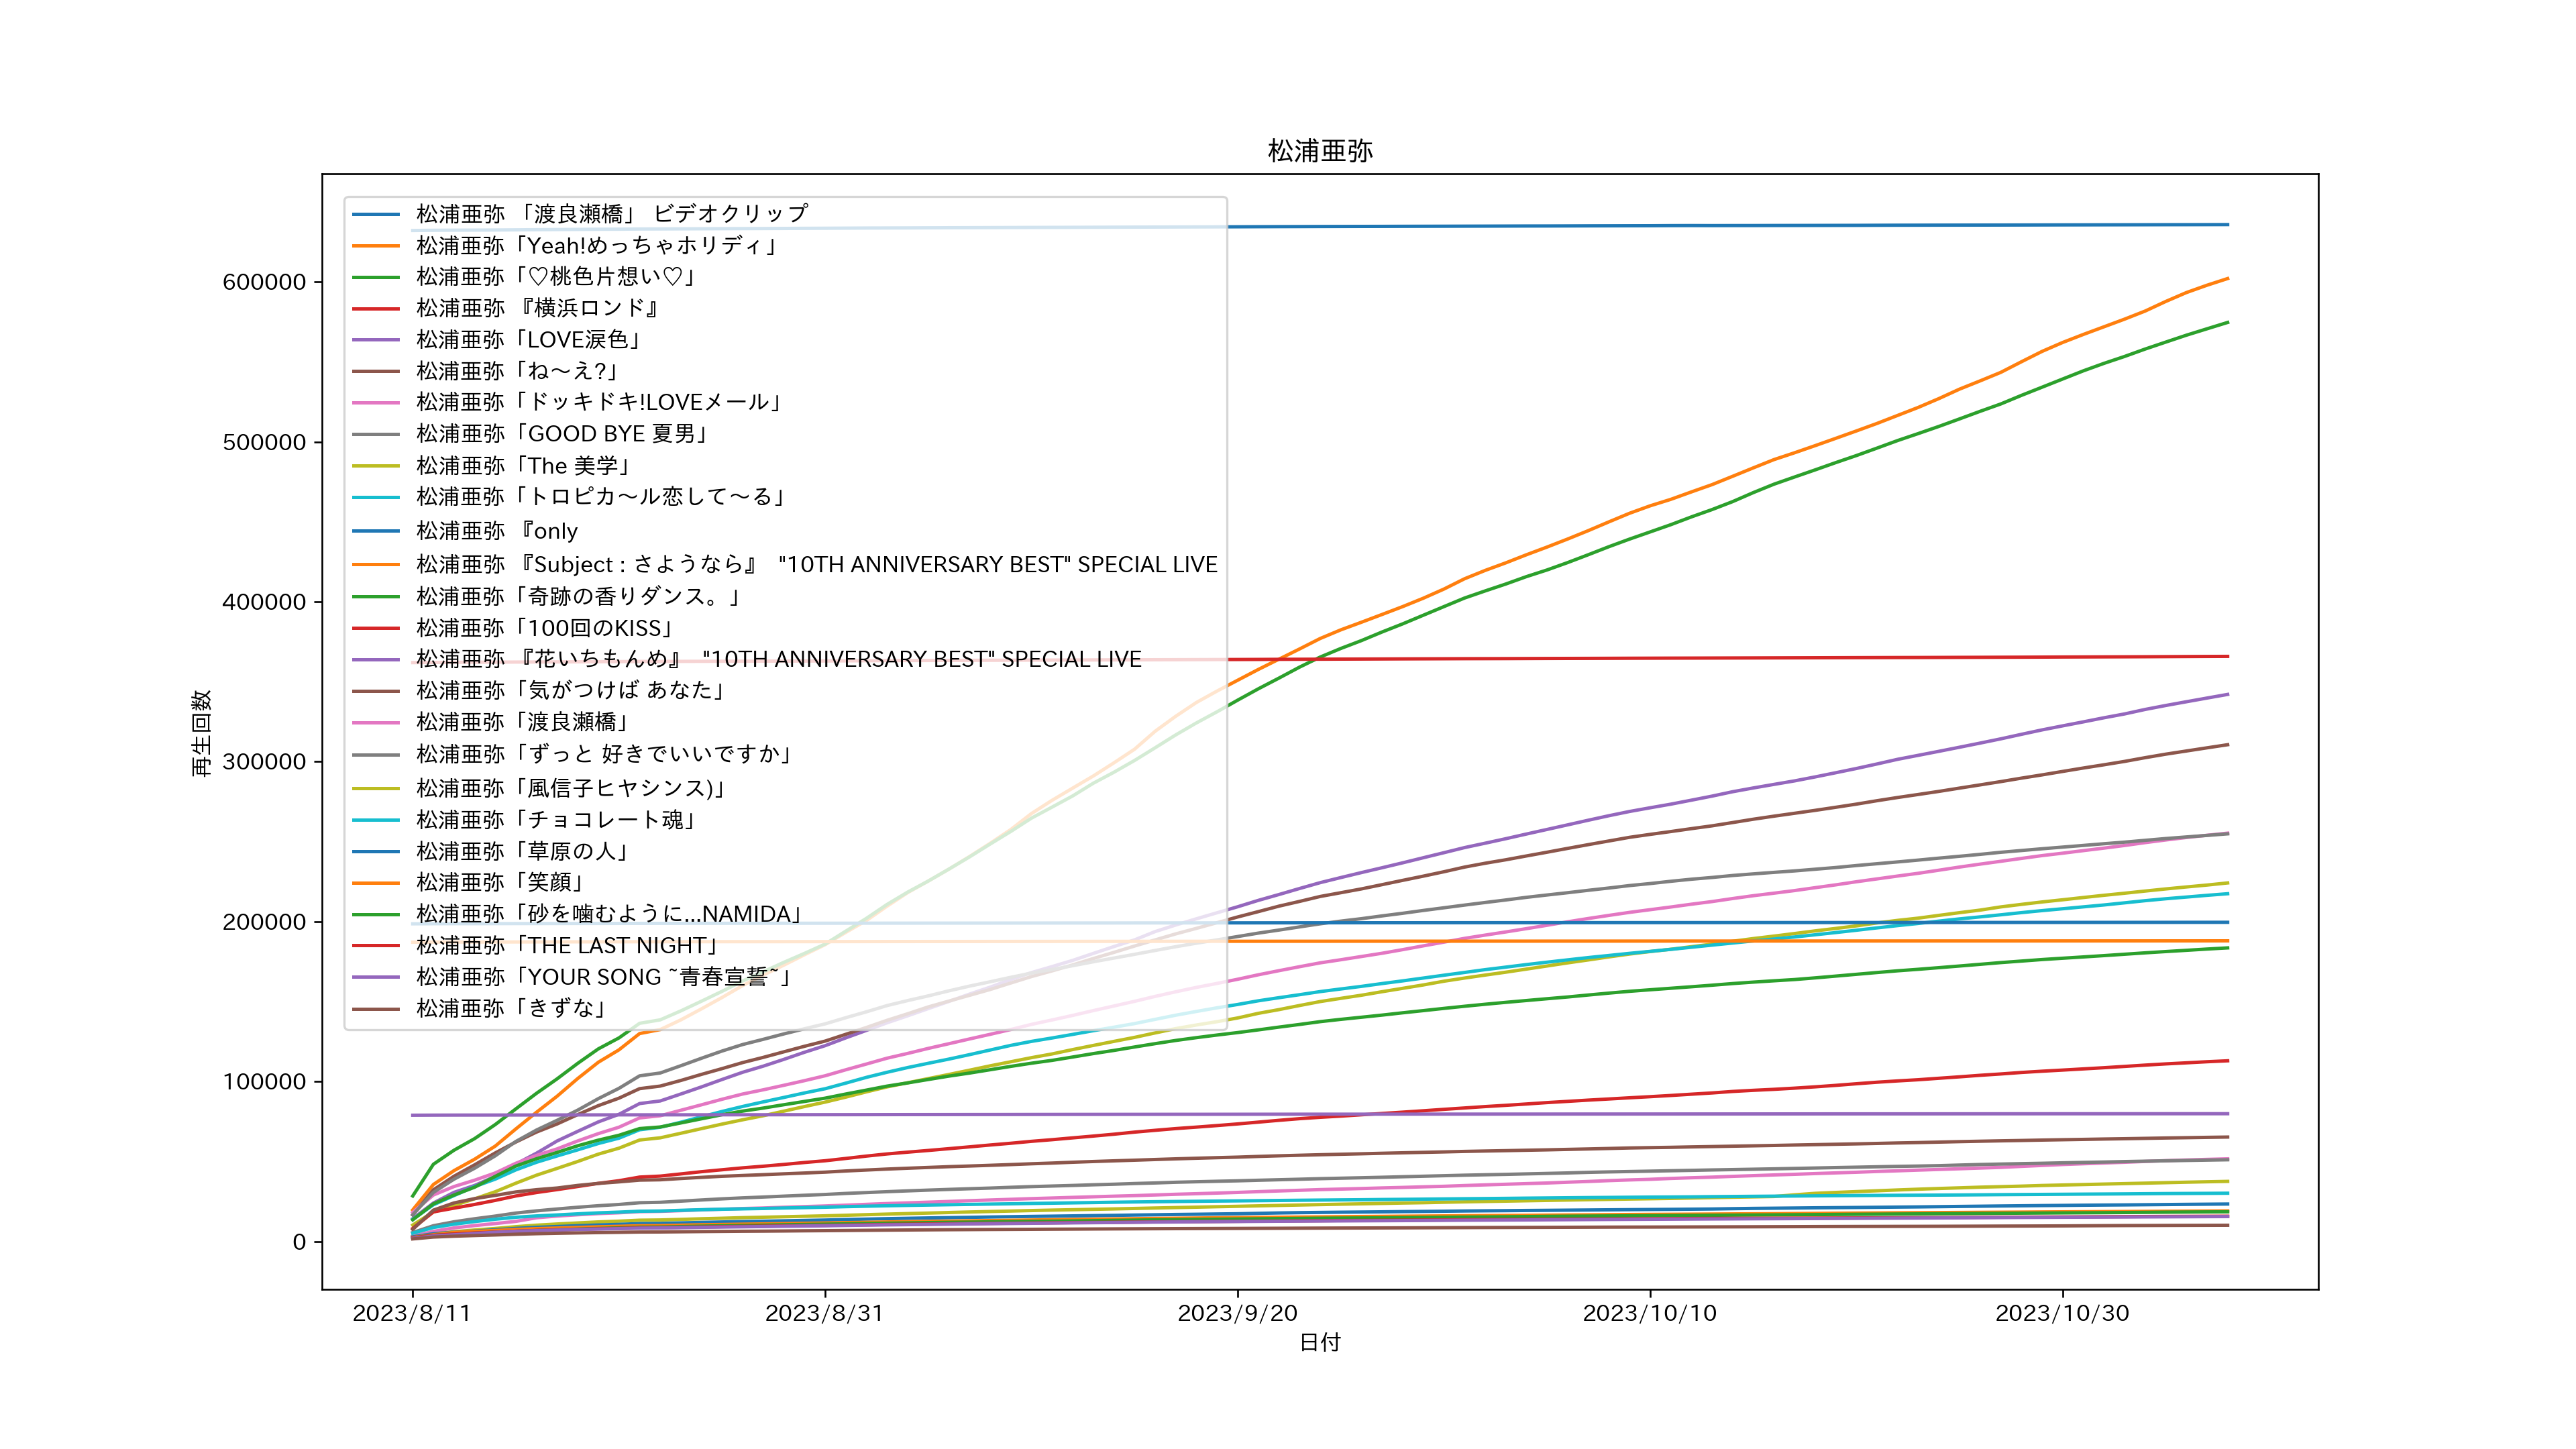 松浦亜弥
松浦亜弥 「渡良瀬橋」 ビデオクリップ
松浦亜弥「Yeah!めっちゃホリディ」
松浦亜弥「♡桃色片想い♡」
松浦亜弥 『横浜ロンド』
松浦亜弥「LOVE涙色」
松浦亜弥「ね〜え?」
松浦亜弥「ドッキドキ!LOVEメール」
松浦亜弥「GOOD BYE 夏男」
松浦亜弥「The 美学」
松浦亜弥「トロピカ〜ル恋して〜る」
松浦亜弥 『only
松浦亜弥 『Subject : さようなら』 "10TH ANNIVERSARY BEST" SPECIAL LIVE
松浦亜弥「奇跡の香りダンス。」
松浦亜弥「100回のKISS」
松浦亜弥 『花いちもんめ』 "10TH ANNIVERSARY BEST" SPECIAL LIVE
松浦亜弥「気がつけば あなた」
松浦亜弥「渡良瀬橋」
松浦亜弥「ずっと 好きでいいですか」
松浦亜弥「風信子ヒヤシンス)」
松浦亜弥「チョコレート魂」
松浦亜弥「草原の人」
松浦亜弥「笑顔」
松浦亜弥「砂を噛むように…NAMIDA」
松浦亜弥「THE LAST NIGHT」
松浦亜弥「YOUR SONG ~青春宣誓~」
松浦亜弥「きずな」
再生回数
600000
500000
400000
300000
200000
100000
0
2023/8/11 2023/8/31 2023/9/20 2023/10/10 2023/10/30
日付